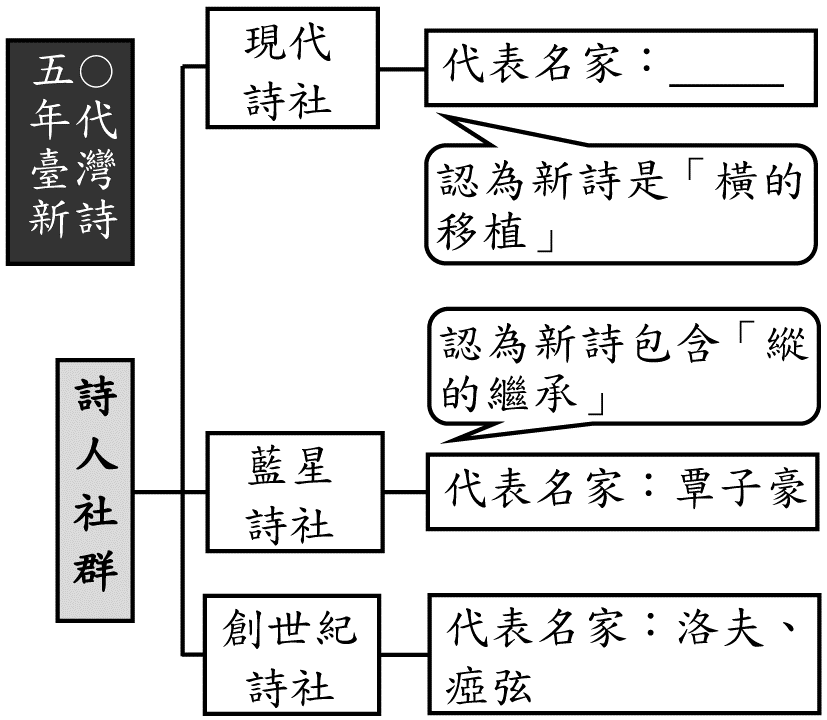 五〇年代臺灣新詩
詩人社群
現代
詩社
代表名家：______
認為新詩是「橫的
移植」
認為新詩包含「縱
的繼承」
藍星
詩社
代表名家：覃子豪
創世紀
詩社
代表名家：洛夫、
瘂弦